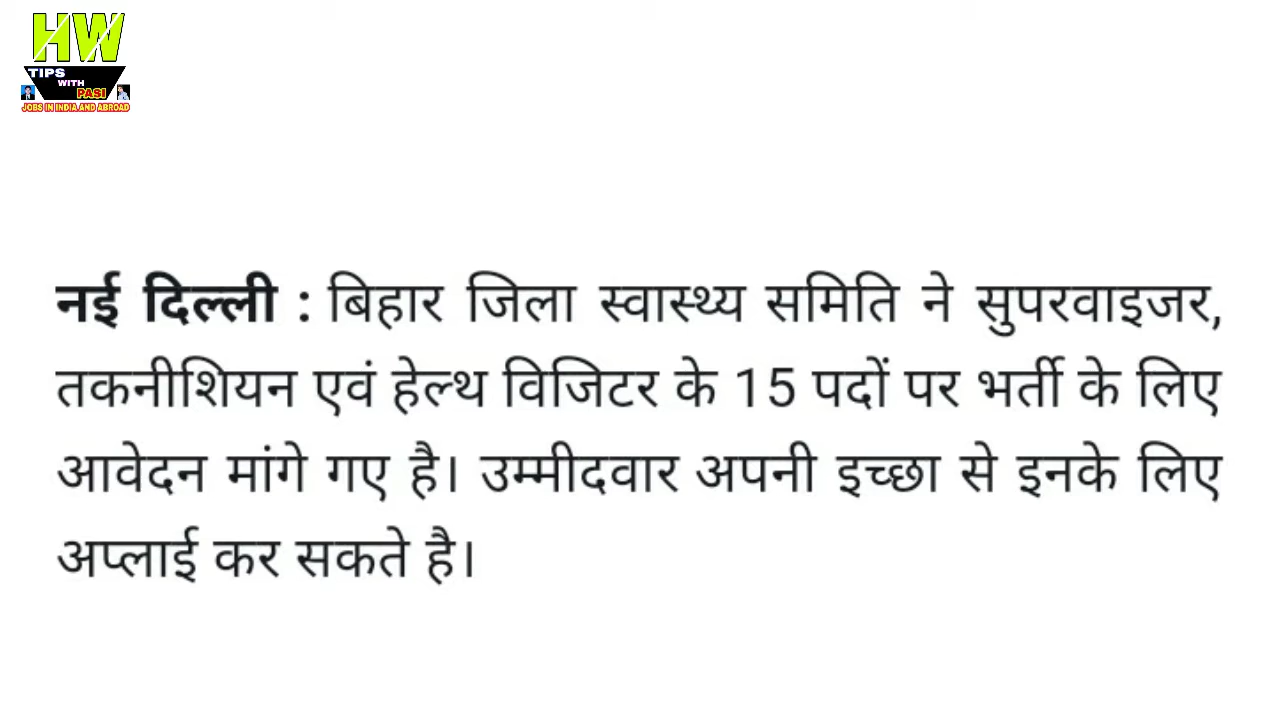 HW
TIPS
WITH
PASI
JOBS IN INDIA AND ABROAD
नई दिल्ली : बिहार जिला स्वास्थ्य समिति ने सुपरवाइजर,
तकनीशियन एवं हेल्थ विजिटर के 15 पदों पर भर्ती के लिए
आवेदन मांगे गए है। उम्मीदवार अपनी इच्छा से इनके लिए
अप्लाई कर सकते है।